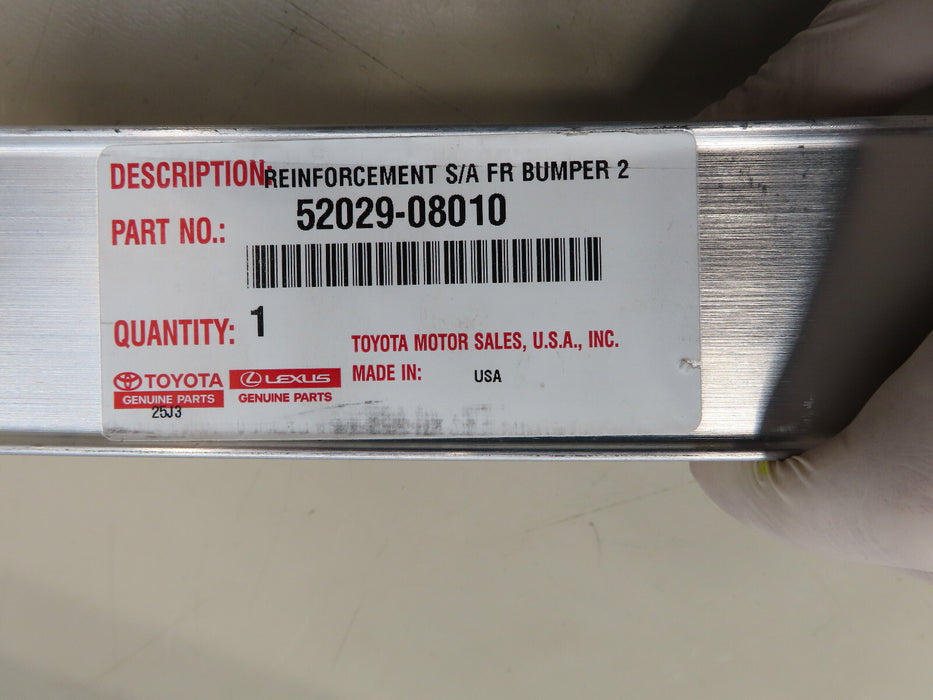 DESCRIPTION: REINFORCEMENT S/A FR BUMPER 2
PART NO.: 52029-08010
QUANTITY: 1
TOYOTA MOTOR SALES, U.S.A., INC.
MADE IN: USA
TOYOTA
GENUINE PARTS
LEXUS
GENUINE PARTS
25J3